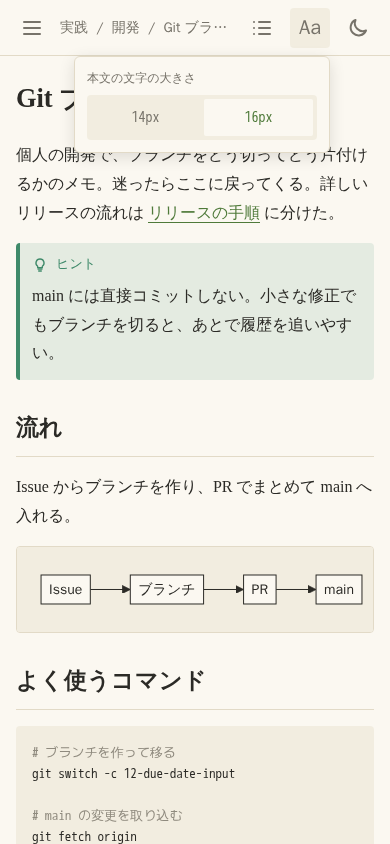 実践 / 開発 / Git ブラ…
Aa
本文の文字の大きさ
14px 16px
Git
個人の開発で、ブランチをどう切ってどう片付け
るかのメモ。迷ったらここに戻ってくる。詳しい
リリースの流れは リリースの手順 に分けた。
ヒント
main には直接コミットしない。小さな修正で
もブランチを切ると、あとで履歴を追いやす
い。
流れ
Issue からブランチを作り、PR でまとめて main へ
入れる。
Issue ブランチ PR main
よく使うコマンド
# ブランチを作って移る
git switch -c 12-due-date-input
# main の変更を取り込む
git fetch origin